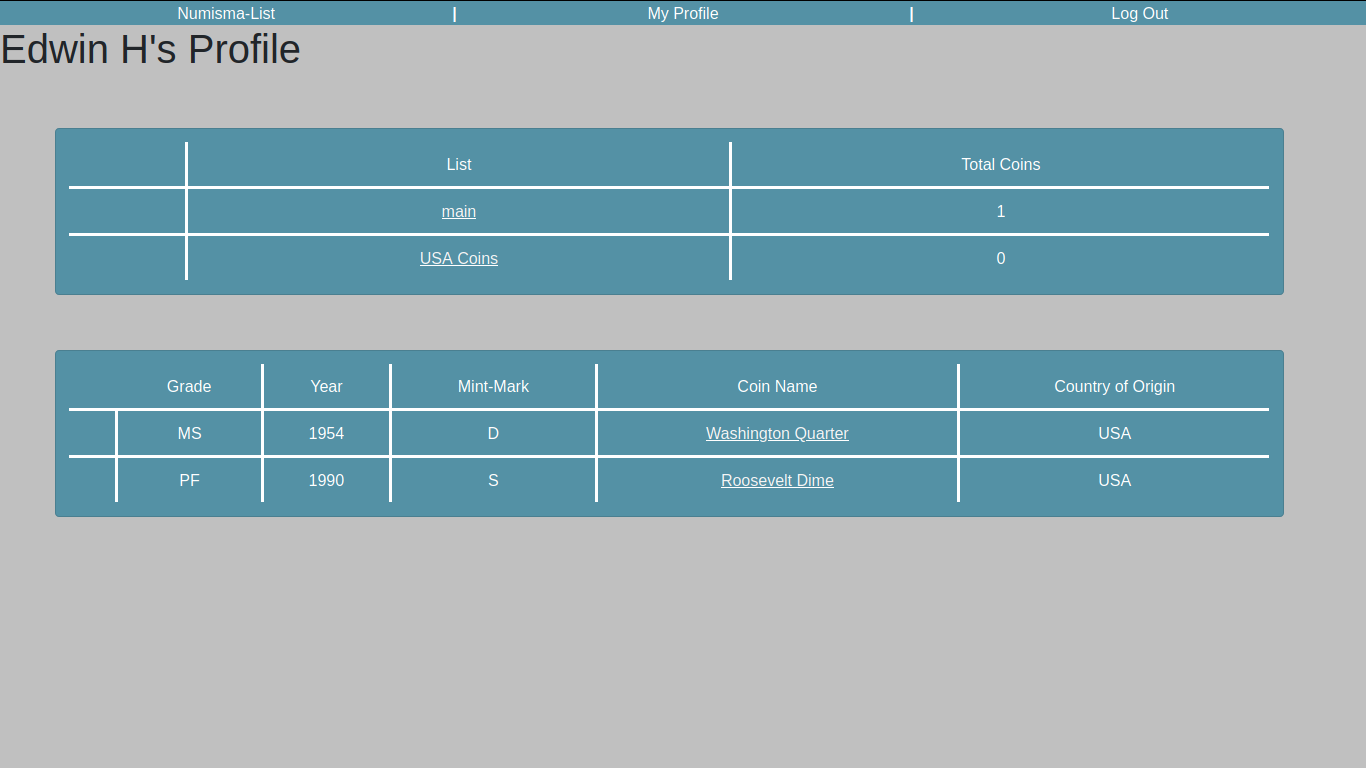 Numisma-List | My Profile | Log Out
Edwin H's Profile
List Total Coins
main 1
USA Coins 0
Grade Year Mint-Mark Coin Name Country of Origin
MS 1954 D Washington Quarter USA
PF 1990 S Roosevelt Dime USA